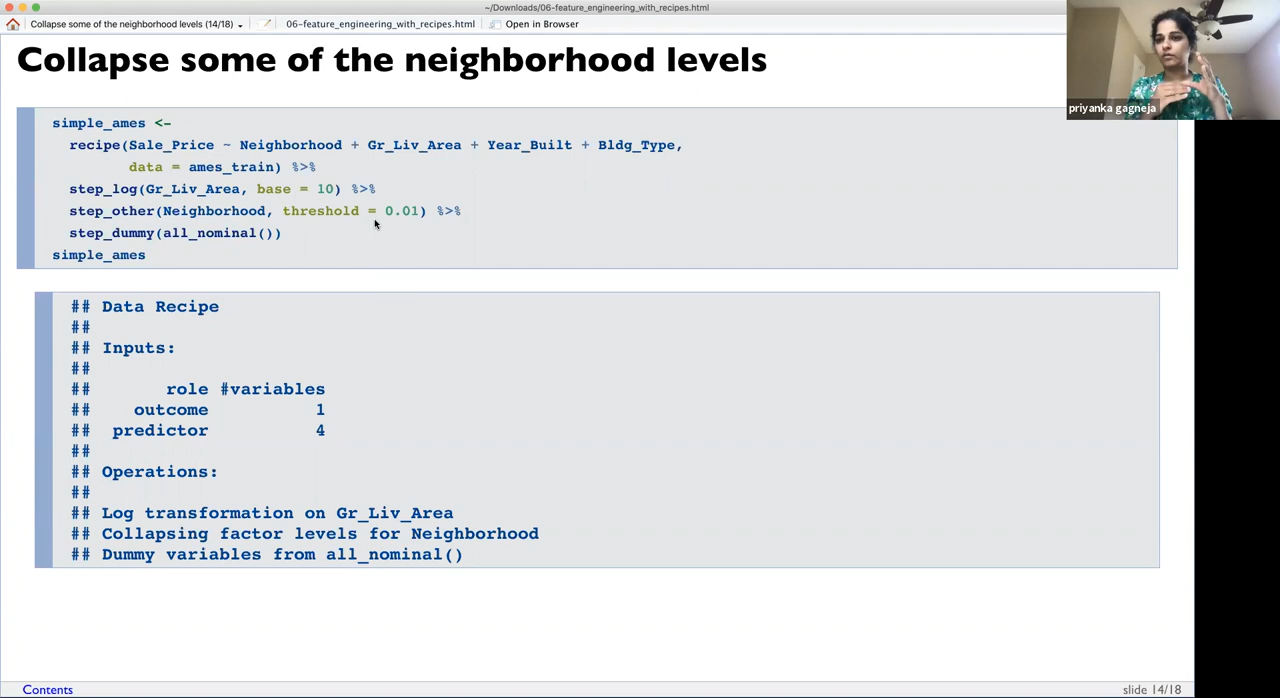 ~/Downloads/06-feature_engineering_with_recipes.html
Collapse some of the neighborhood levels (14/18)
06-feature_engineering_with_recipes.html
Open in Browser
Collapse some of the neighborhood levels
priyanka gagneja
simple_ames <-
recipe(Sale_Price ~ Neighborhood + Gr_Liv_Area + Year_Built + Bldg_Type,
data = ames_train) %>%
step_log(Gr_Liv_Area, base = 10) %>%
step_other(Neighborhood, threshold = 0.01) %>%
step_dummy(all_nominal())
simple_ames
## Data Recipe
##
## Inputs:
##
## role #variables
## outcome 1
## predictor 4
##
## Operations:
##
## Log transformation on Gr_Liv_Area
## Collapsing factor levels for Neighborhood
## Dummy variables from all_nominal()
Contents
slide 14/18